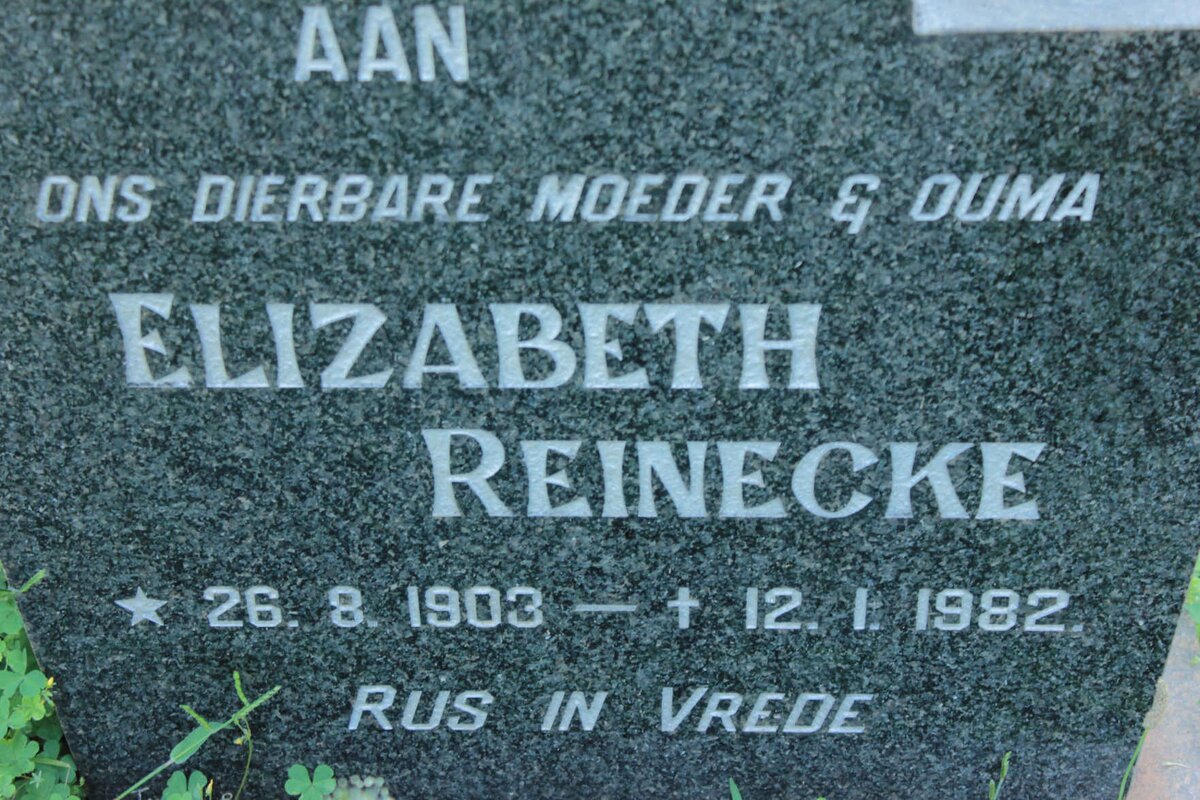 AAN
ONS DIERBARE MOEDER & OUMA
ELIZABETH
REINECKE
★ 26. 8. 1903 — † 12. 1. 1982.
RUS IN VREDE